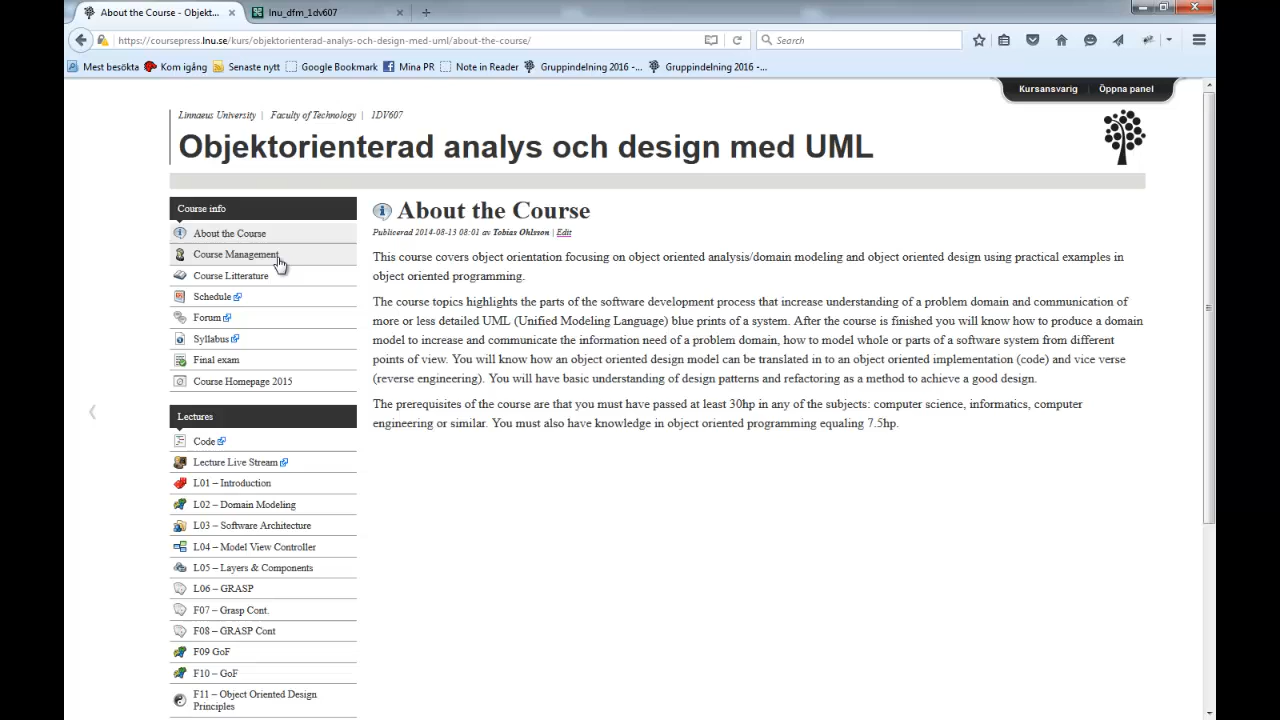 About the Course - Objekt...
lnu_dfm_1dv607
https://coursepress.lnu.se/kurs/objektorienterad-analys-och-design-med-uml/about-the-course/
Search
Mest besökta
Kom igång
Senaste nytt
Google Bookmark
Mina PR
Note in Reader
Gruppindelning 2016 -...
Gruppindelning 2016 -...
Kursansvarig
Öppna panel
Linnaeus University | Faculty of Technology | 1DV607
Objektorienterad analys och design med UML
Course info
About the Course
Course Management
Course Litterature
Schedule
Forum
Syllabus
Final exam
Course Homepage 2015
Lectures
Code
Lecture Live Stream
L01 – Introduction
L02 – Domain Modeling
L03 – Software Architecture
L04 – Model View Controller
L05 – Layers & Components
L06 – GRASP
F07 – Grasp Cont.
F08 – GRASP Cont
F09 GoF
F10 – GoF
F11 – Object Oriented Design
Principles
About the Course
Publicerad 2014-08-13 08:01 av Tobias Ohlsson | Edit
This course covers object orientation focusing on object oriented analysis/domain modeling and object oriented design using practical examples in
object oriented programming.
The course topics highlights the parts of the software development process that increase understanding of a problem domain and communication of
more or less detailed UML (Unified Modeling Language) blue prints of a system. After the course is finished you will know how to produce a domain
model to increase and communicate the information need of a problem domain, how to model whole or parts of a software system from different
points of view. You will know how an object oriented design model can be translated in to an object oriented implementation (code) and vice verse
(reverse engineering). You will have basic understanding of design patterns and refactoring as a method to achieve a good design.
The prerequisites of the course are that you must have passed at least 30hp in any of the subjects: computer science, informatics, computer
engineering or similar. You must also have knowledge in object oriented programming equaling 7.5hp.